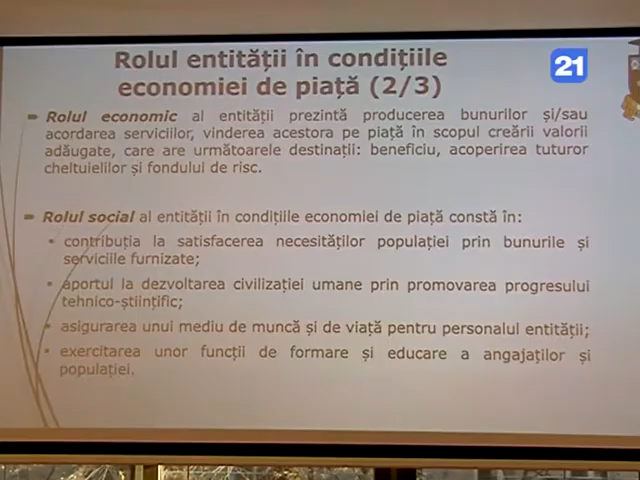 Rolul entității în condițiile
economiei de piață (2/3)
21
Rolul economic al entității prezintă producerea bunurilor și/sau
acordarea serviciilor, vinderea acestora pe piață în scopul creării valorii
adăugate, care are următoarele destinații: beneficiu, acoperirea tuturor
cheltuielilor și fondului de risc.
Rolul social al entității în condițiile economiei de piață constă în:
contribuția la satisfacerea necesităților populației prin bunurile și
serviciile furnizate;
aportul la dezvoltarea civilizației umane prin promovarea progresului
tehnico-științific;
asigurarea unui mediu de muncă și de viață pentru personalul entității;
exercitarea unor funcții de formare și educare a angajaților și
populației.